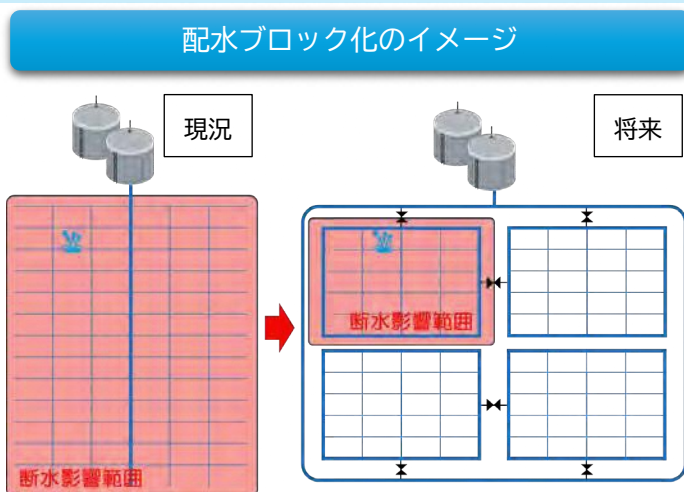 配水ブロック化のイメージ
現況
将来
断水影響範囲
断水影響範囲